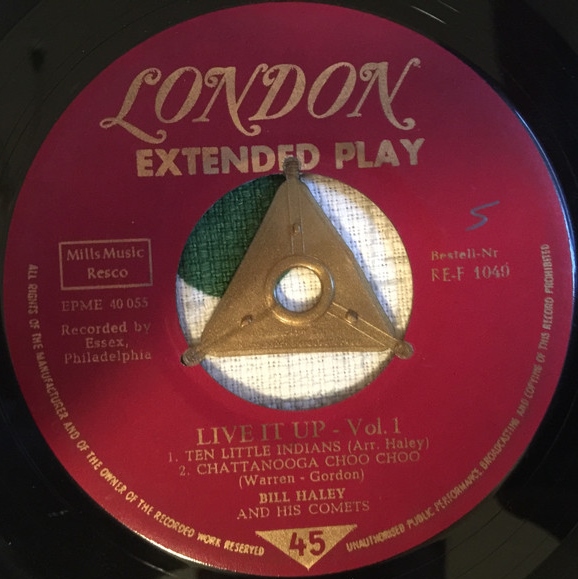 LONDON
EXTENDED PLAY
5
Mills Music
Resco
EPME 40 053
Recorded by
Essex,
Philadelphia
Bestell-Nr
RE-F 1049
LIVE IT UP - Vol. 1
1. TEN LITTLE INDIANS (Arr. Haley)
2. CHATTANOOGA CHOO CHOO
(Warren - Gordon)
BILL HALEY
AND HIS COMETS
45
ALL RIGHTS OF THE MANUFACTURER AND OF THE OWNER OF THE RECORDED WORK RESERVED
UNAUTHORISED PUBLIC PERFORMANCE, BROADCASTING AND COPYING OF THIS RECORD PROHIBITED